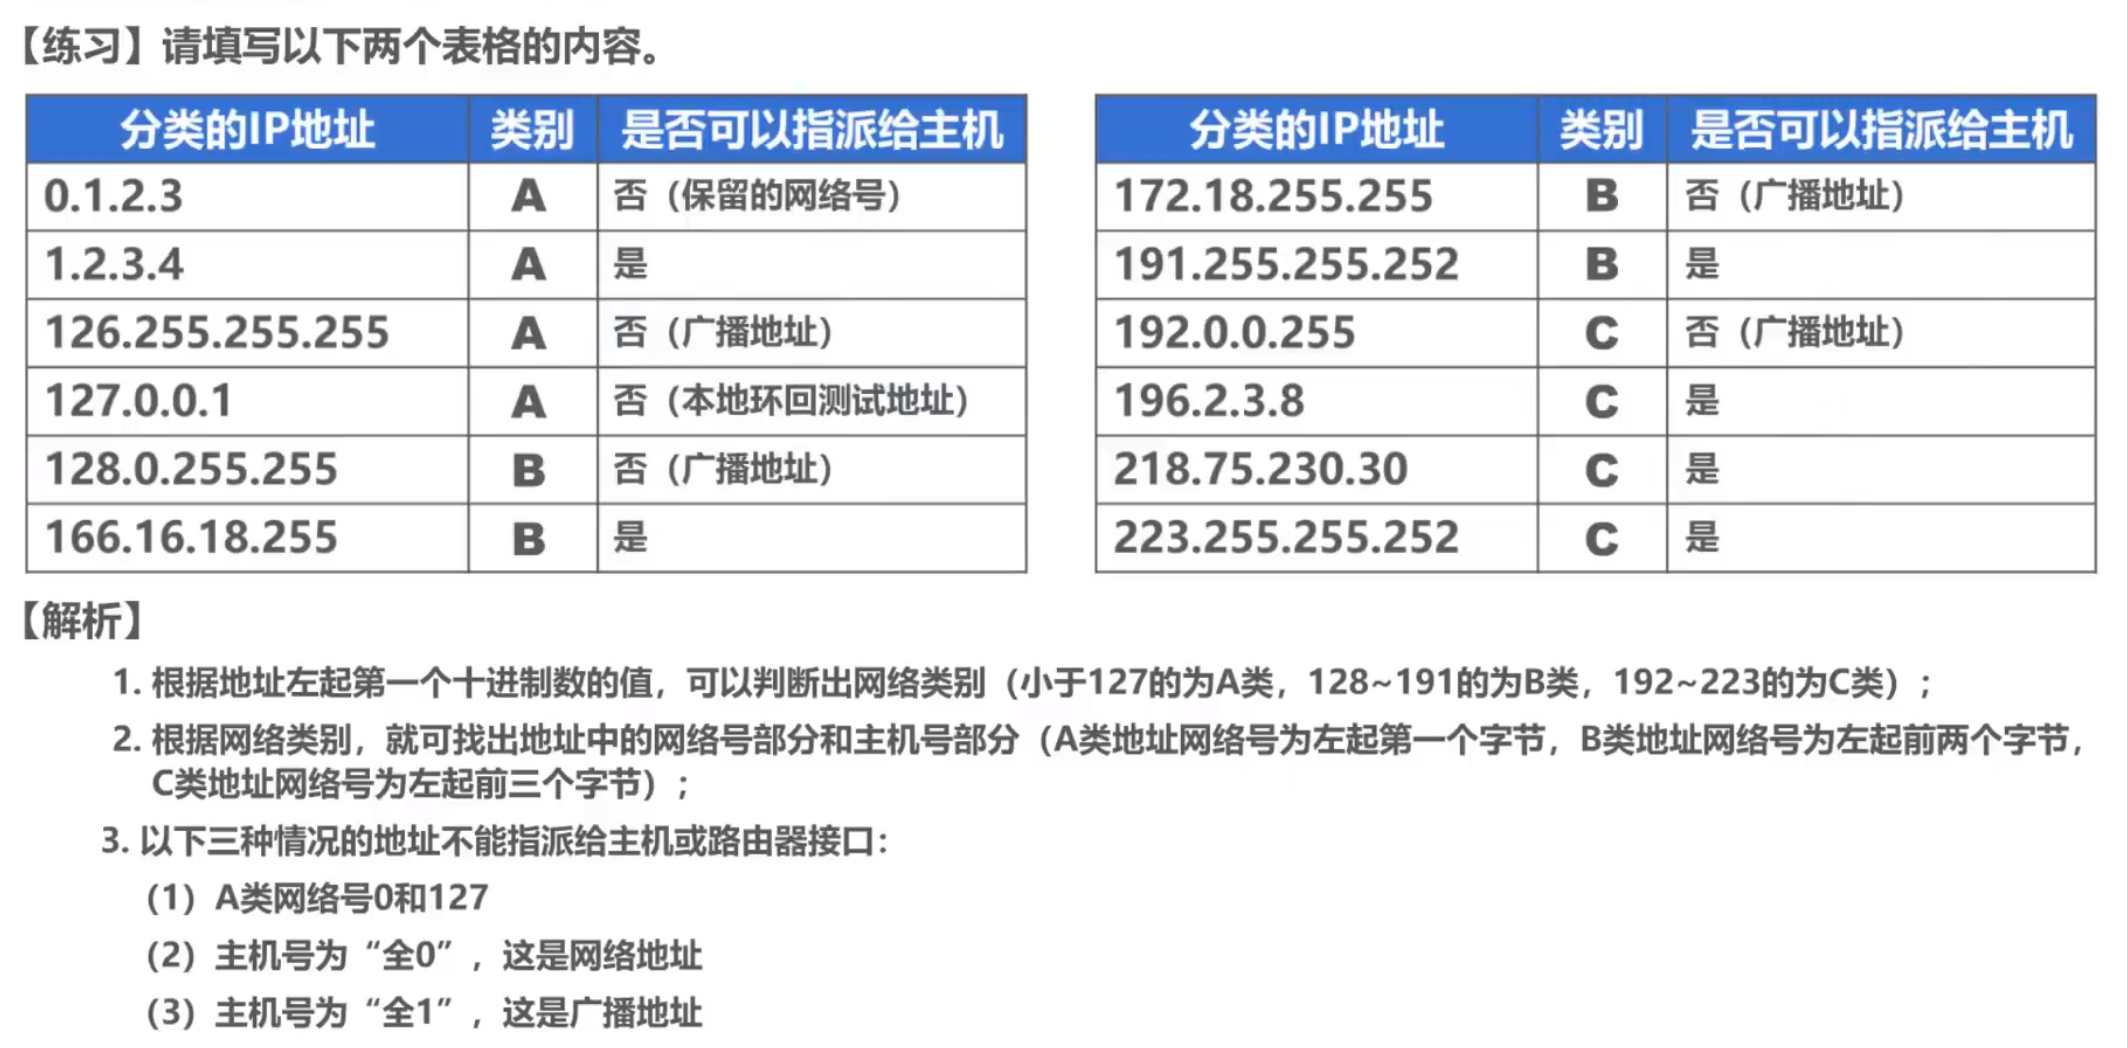 【练习】请填写以下两个表格的内容。
分类的IP地址 类别 是否可以指派给主机
0.1.2.3 A 否（保留的网络号）
1.2.3.4 A 是
126.255.255.255 A 否（广播地址）
127.0.0.1 A 否（本地环回测试地址）
128.0.255.255 B 否（广播地址）
166.16.18.255 B 是
分类的IP地址 类别 是否可以指派给主机
172.18.255.255 B 否（广播地址）
191.255.255.252 B 是
192.0.0.255 C 否（广播地址）
196.2.3.8 C 是
218.75.230.30 C 是
223.255.255.252 C 是
【解析】
1. 根据地址左起第一个十进制数的值，可以判断出网络类别（小于127的为A类，128~191的为B类，192~223的为C类）；
2. 根据网络类别，就可找出地址中的网络号部分和主机号部分（A类地址网络号为左起第一个字节，B类地址网络号为左起前两个字节，
C类地址网络号为左起前三个字节）；
3. 以下三种情况的地址不能指派给主机或路由器接口：
（1）A类网络号0和127
（2）主机号为“全0”，这是网络地址
（3）主机号为“全1”，这是广播地址